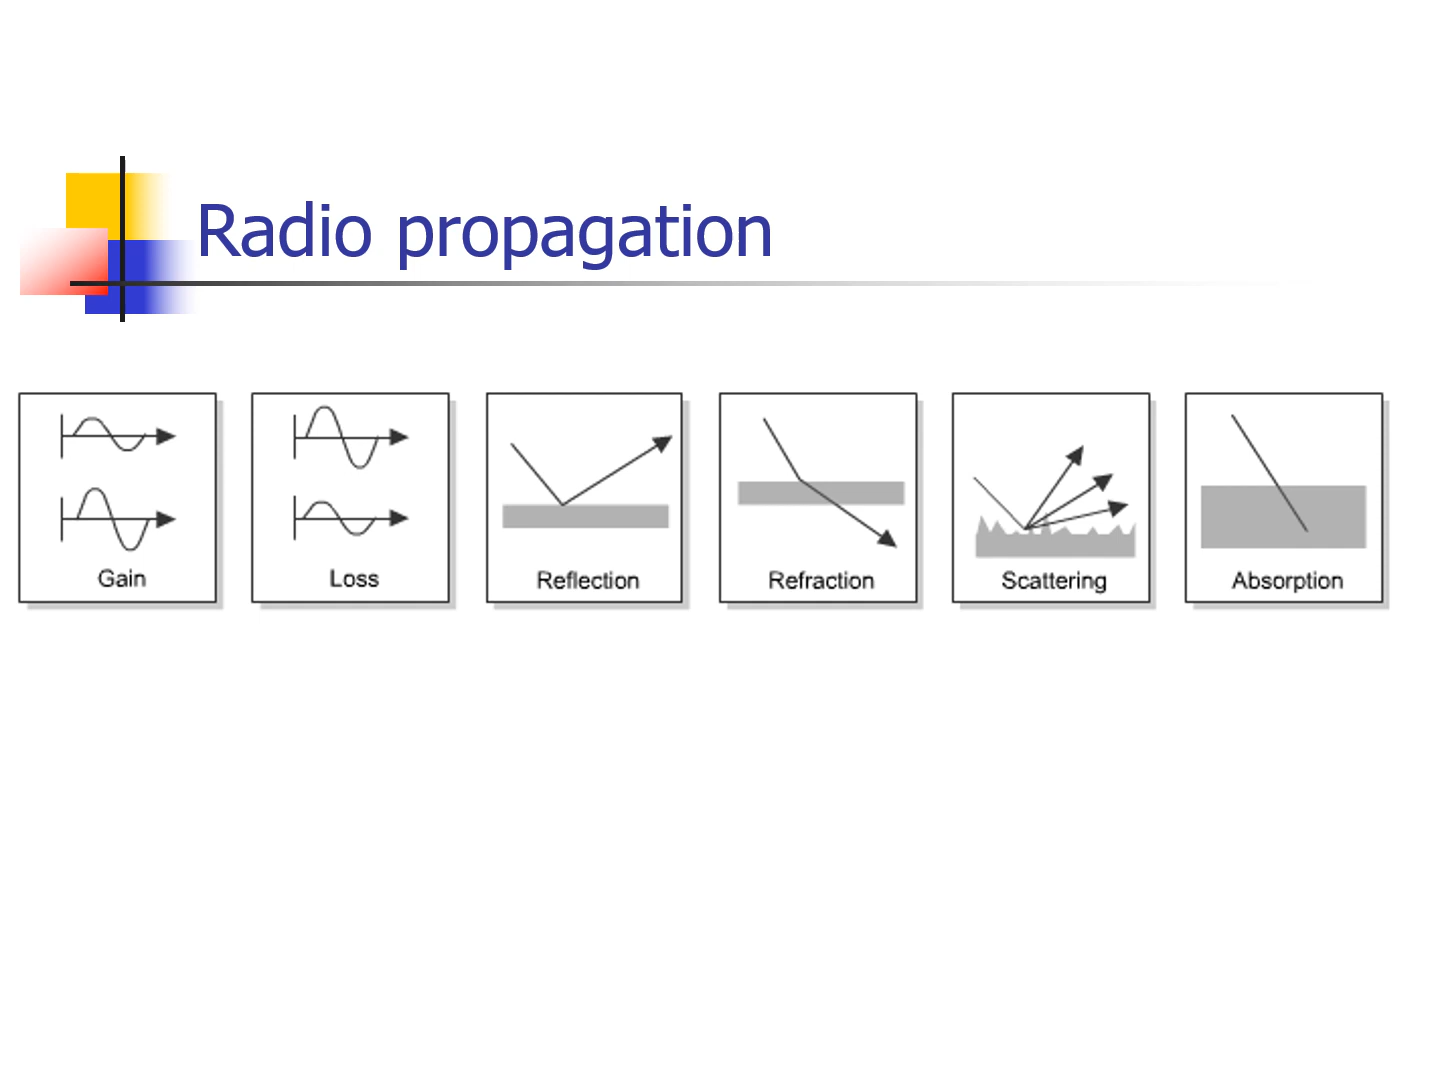 Radio propagation
Gain
Loss
Reflection
Refraction
Scattering
Absorption